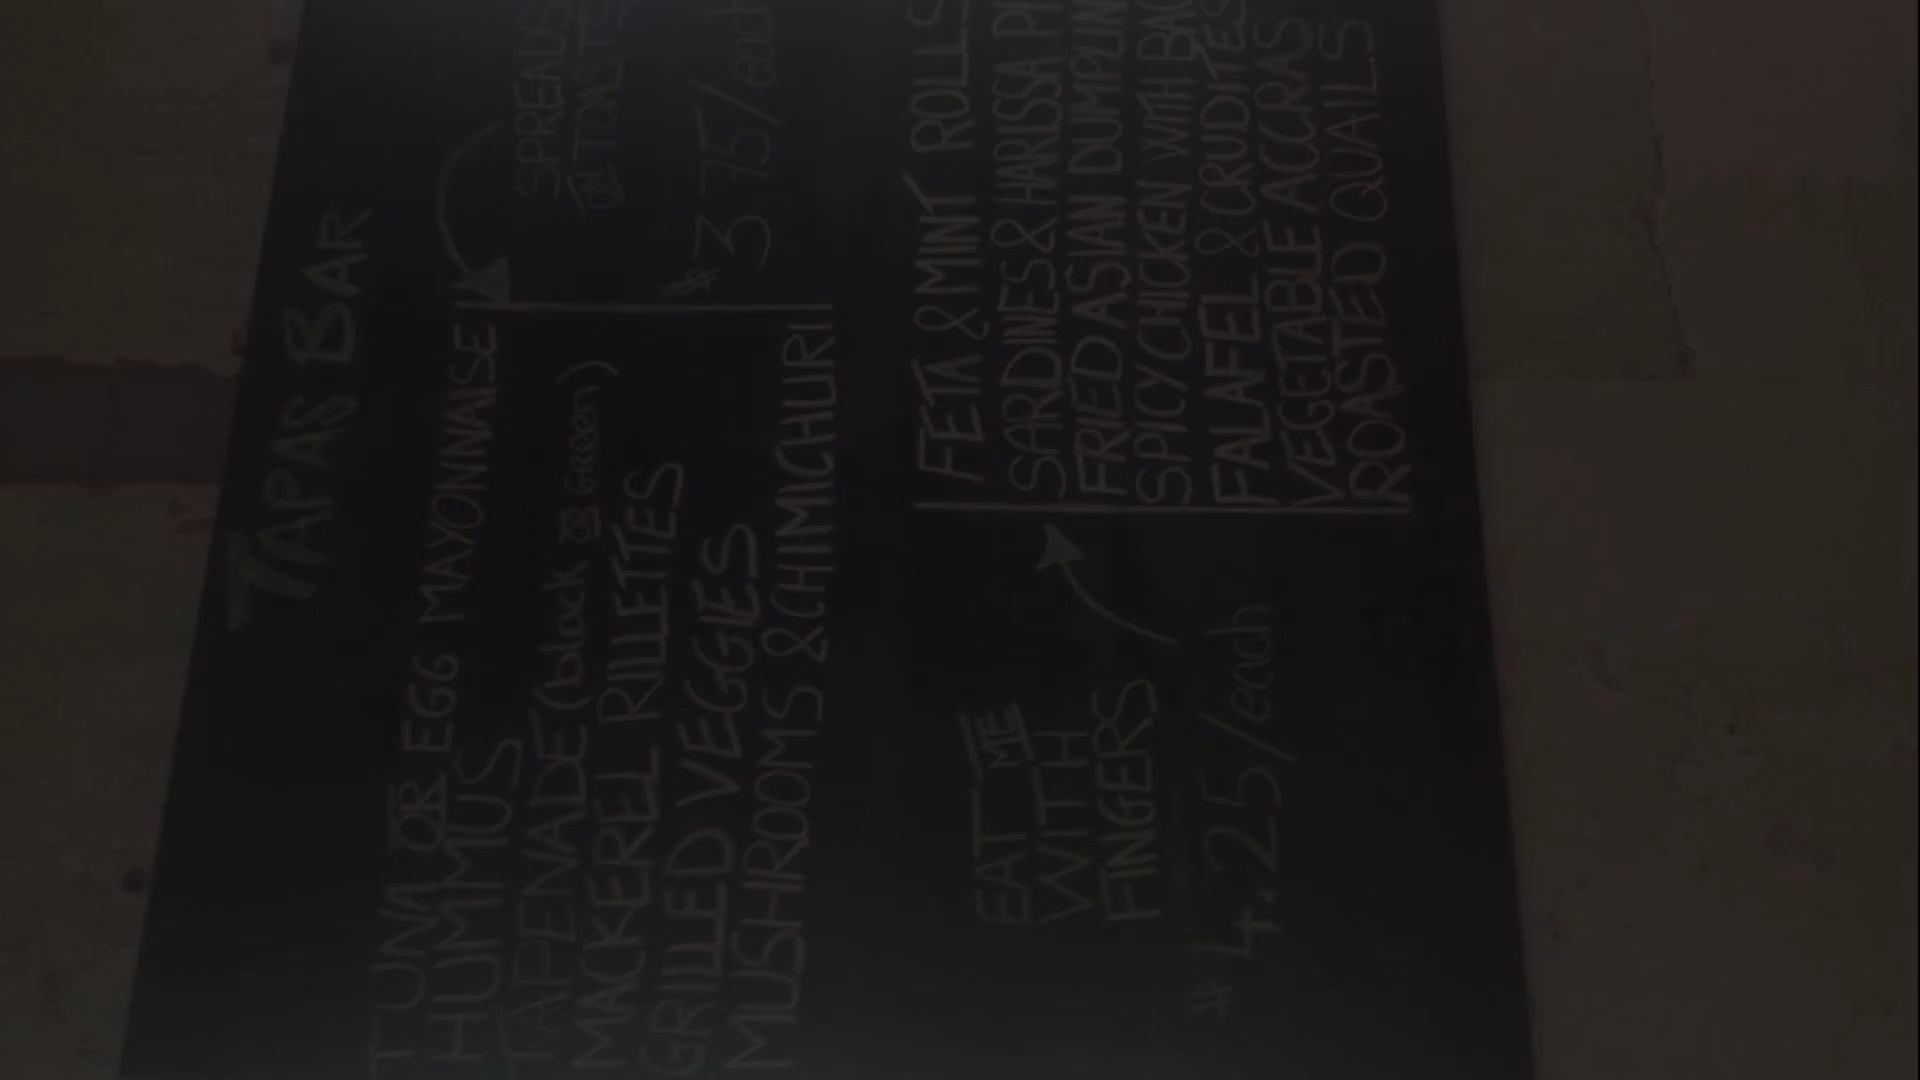 TAPAS BAR
TUNA OR EGG MAYONNAISE
HUMMUS
TAPENADE (black OR Green)
MACKEREL RILLETTES
GRILLED VEGGIES
MUSHROOMS & CHIMICHURI
SPREADS
ON TOASTS
$3.75/each
FETA & MINT ROLLS
SARDINES & HARISSA
FRIED ASIAN
SPICY CHICKEN WITH
FALAFEL & CRUDITES
VEGETABLE ACCRAS
ROASTED QUAILS
EAT ME
WITH
FINGERS
$4.25/each